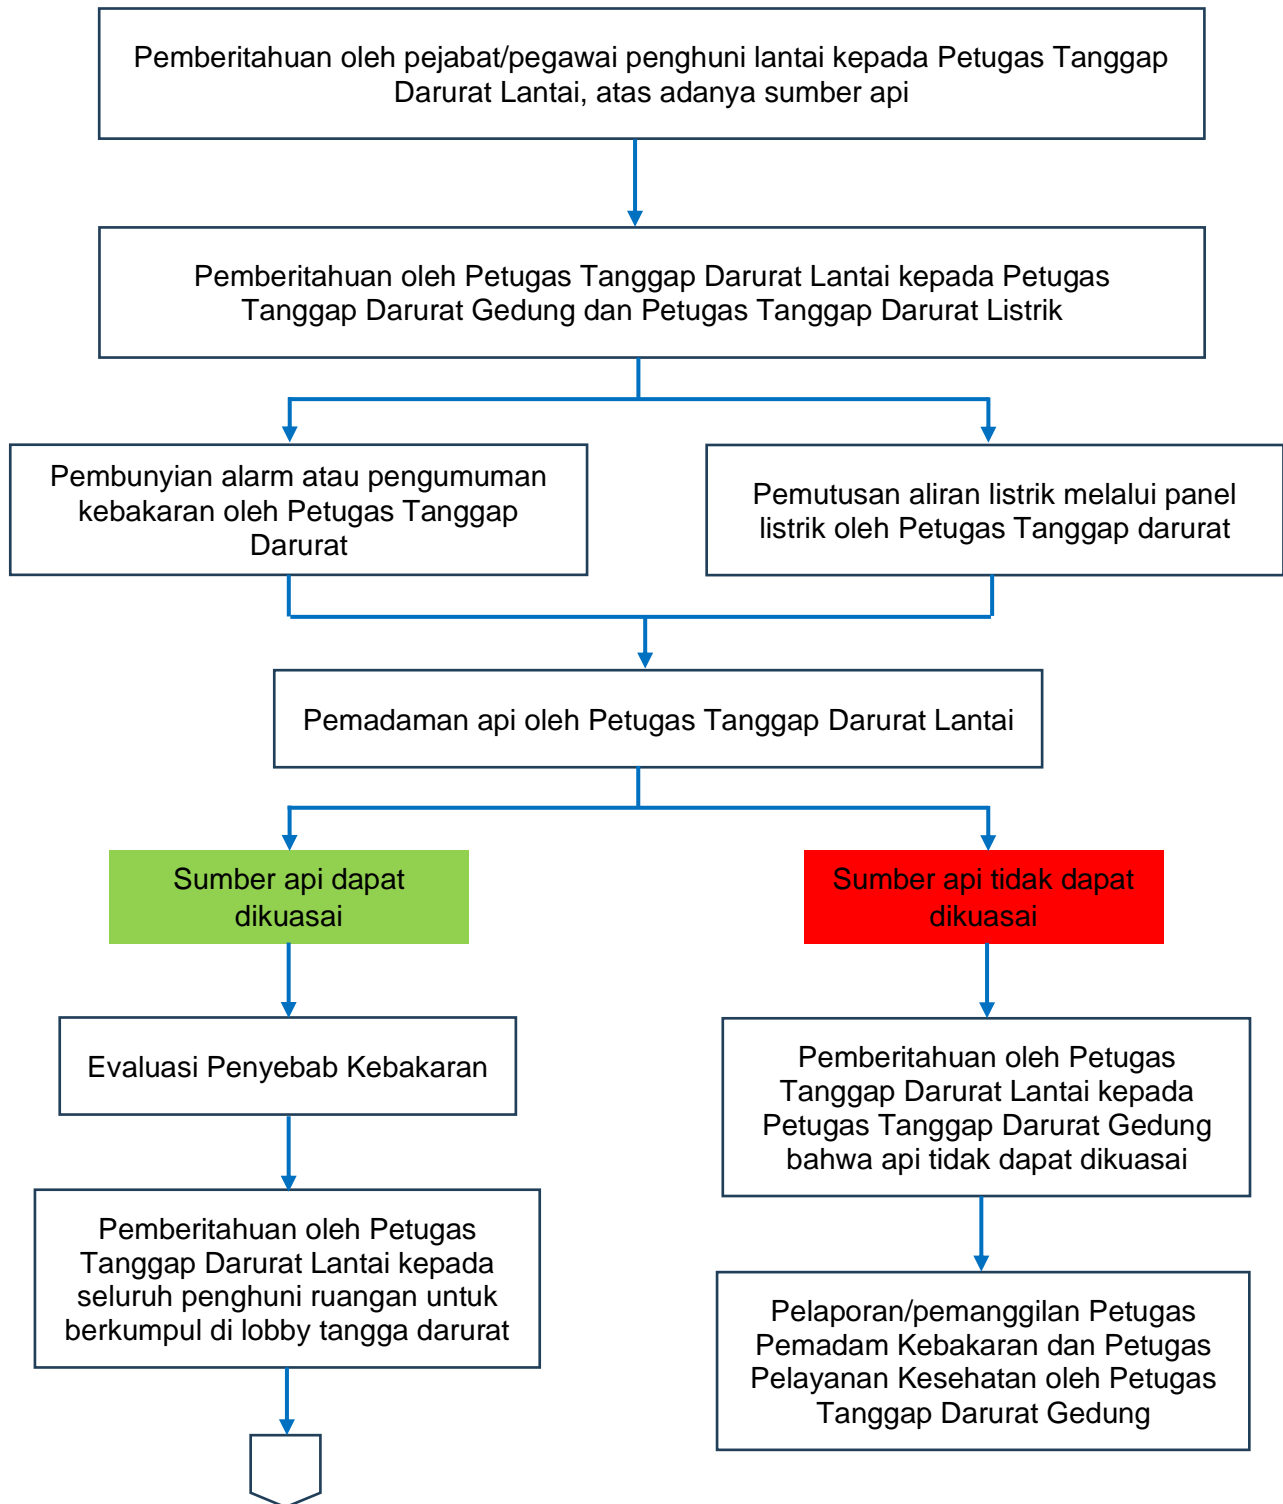 Pemberitahuan oleh pejabat/pegawai penghuni lantai kepada Petugas Tanggap
Darurat Lantai, atas adanya sumber api
Pemberitahuan oleh Petugas Tanggap Darurat Lantai kepada Petugas
Tanggap Darurat Gedung dan Petugas Tanggap Darurat Listrik
Pembunyian alarm atau pengumuman
kebakaran oleh Petugas Tanggap
Darurat
Pemutusan aliran listrik melalui panel
listrik oleh Petugas Tanggap darurat
Pemadaman api oleh Petugas Tanggap Darurat Lantai
Sumber api dapat
dikuasai
Sumber api tidak dapat
dikuasai
Evaluasi Penyebab Kebakaran
Pemberitahuan oleh Petugas
Tanggap Darurat Lantai kepada
Petugas Tanggap Darurat Gedung
bahwa api tidak dapat dikuasai
Pemberitahuan oleh Petugas
Tanggap Darurat Lantai kepada
seluruh penghuni ruangan untuk
berkumpul di lobby tangga darurat
Pelaporan/pemanggilan Petugas
Pemadam Kebakaran dan Petugas
Pelayanan Kesehatan oleh Petugas
Tanggap Darurat Gedung